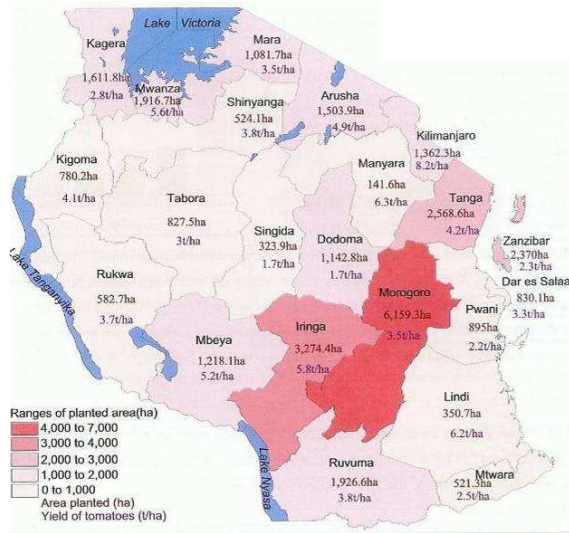 Lake Victoria
Kagera
1,611.8ha
2.8t/ha
Mwanza
1,916.7ha
5.6t/ha
Mara
1,081.7ha
3.5t/ha
Shinyanga
524.1ha
3.8t/ha
Arusha
1,503.9ha
4.9t/ha
Kilimanjaro
1,362.3ha
8.2t/ha
Kigoma
780.2ha
4.1t/ha
Tabora
827.5ha
3t/ha
Singida
323.9ha
1.7t/ha
Manyara
141.6ha
6.3t/ha
Dodoma
1,142.8ha
1.7t/ha
Tanga
2,568.6ha
4.2t/ha
Zanzibar
2,370ha
2.3t/ha
Dar es Salaa
830.1ha
3.3t/ha
Lake Tanganyika
Rukwa
582.7ha
3.7t/ha
Morogoro
6,159.3ha
3.5t/ha
Pwani
895ha
2.2t/ha
Mbeya
1,218.1ha
5.2t/ha
Iringa
3,274.4ha
5.8t/ha
Lindi
350.7ha
6.2t/ha
Lake Nyasa
Ruvuma
1,926.6ha
3.8t/ha
Mtwara
521.3ha
2.5t/ha
Ranges of planted area(ha)
4,000 to 7,000
3,000 to 4,000
2,000 to 3,000
1,000 to 2,000
0 to 1,000
Area planted (ha)
Yield of tomatoes (t/ha)